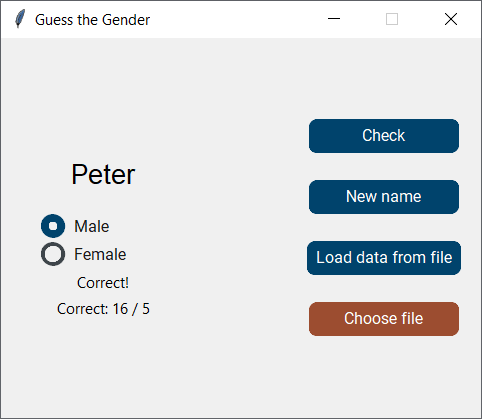 Guess the Gender
Peter
Male
Female
Correct!
Correct: 16 / 5
Check
New name
Load data from file
Choose file